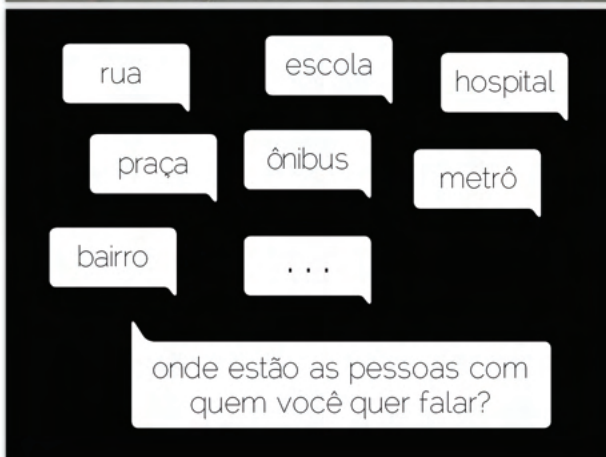 rua
escola
hospital
praça
ônibus
metrô
bairro
...
onde estão as pessoas com
quem você quer falar?